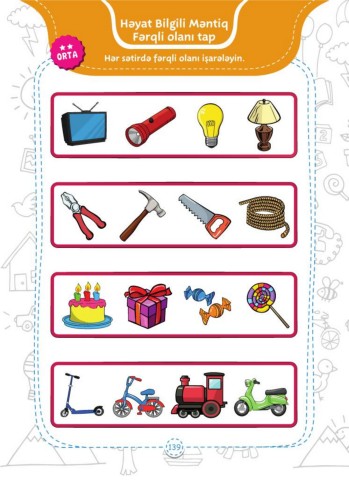 Həyat Bilgili Məntiq
Fərqli olanı tap
ORTA
Hər sətirdə fərqli olanı işarələyin.
139